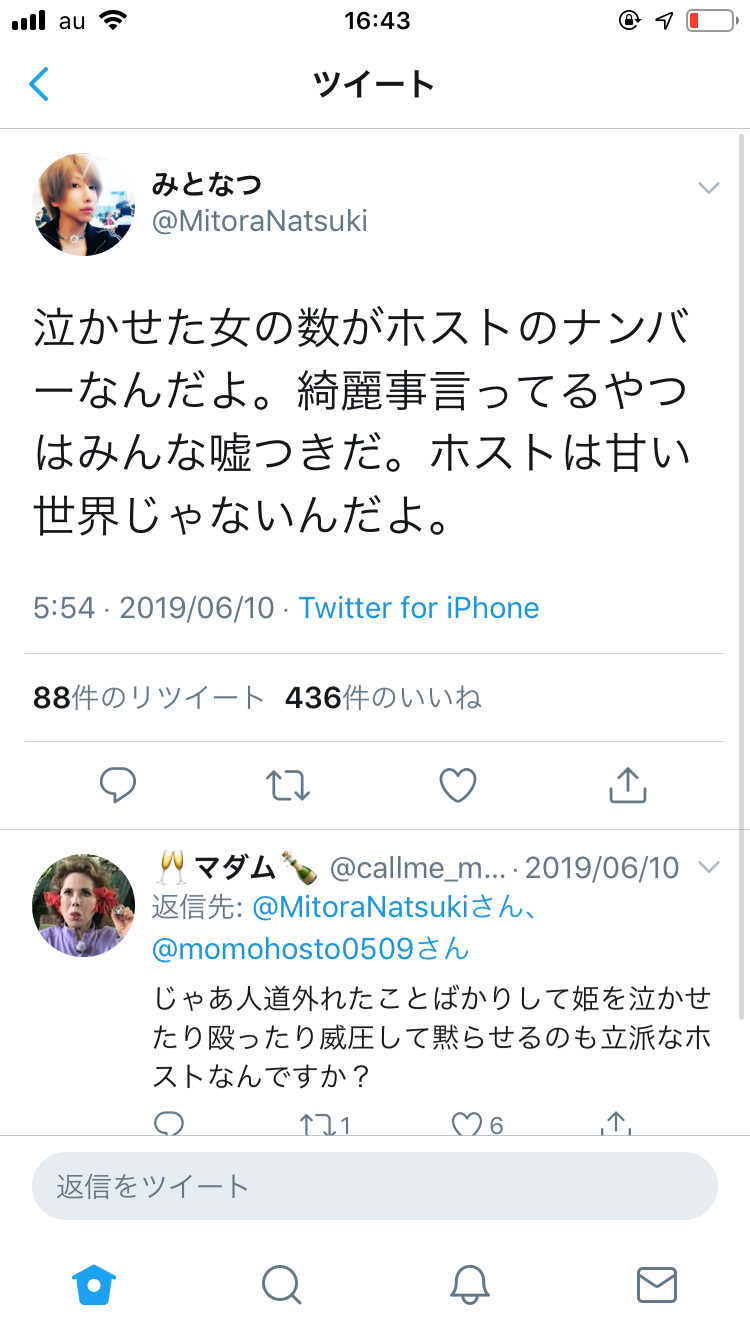 au 16:43
ツイート
みとなつ
@MitoraNatsuki
泣かせた女の数がホストのナンバ
ーなんだよ。綺麗事言ってるやつ
はみんな嘘つきだ。ホストは甘い
世界じゃないんだよ。
5:54 · 2019/06/10 · Twitter for iPhone
88件のリツイート 436件のいいね
🥂マダム🍾 @callme_m... · 2019/06/10
返信先: @MitoraNatsukiさん、
@momohosto0509さん
じゃあ人道外れたことばかりして姫を泣かせ
たり殴ったり威圧して黙らせるのも立派なホ
ストなんですか？
1 6
返信をツイート